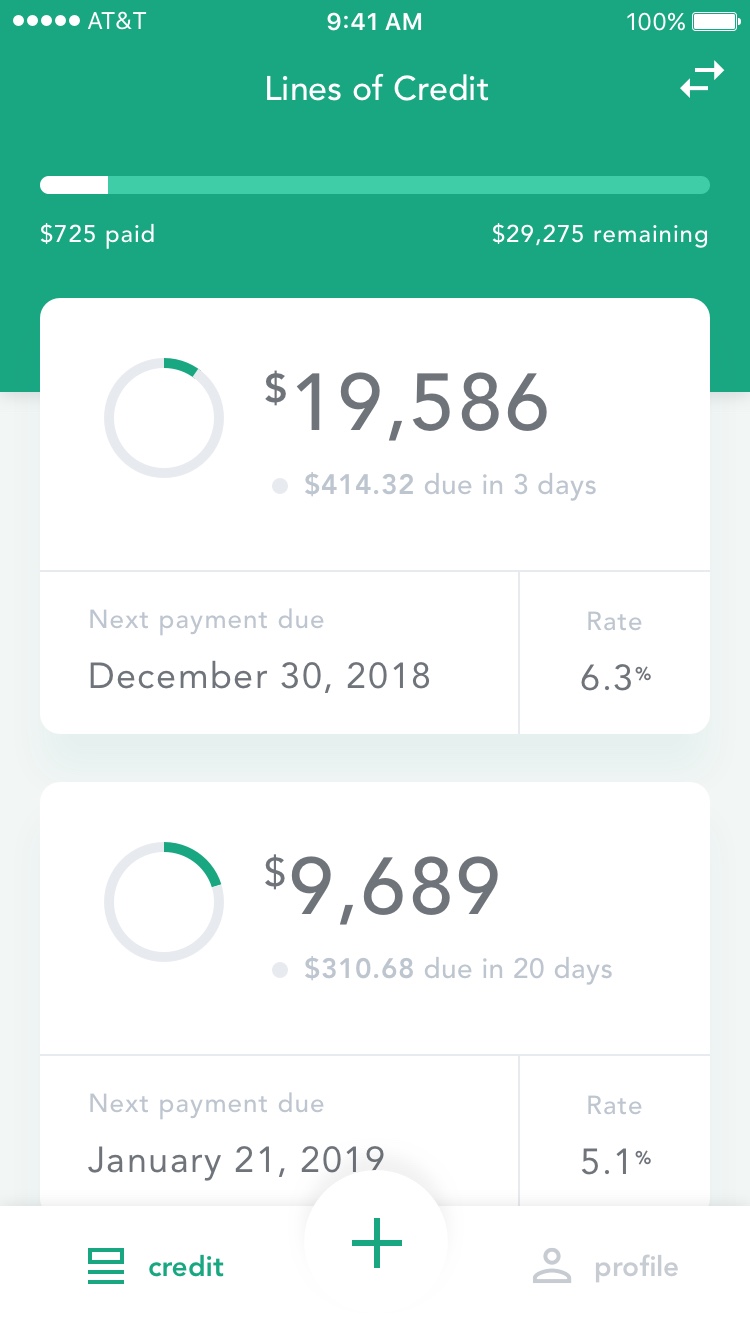 AT&T 9:41 AM 100%
Lines of Credit
$725 paid $29,275 remaining
$19,586
$414.32 due in 3 days
Next payment due Rate
December 30, 2018 6.3%
$9,689
$310.68 due in 20 days
Next payment due Rate
January 21, 2019 5.1%
credit + profile